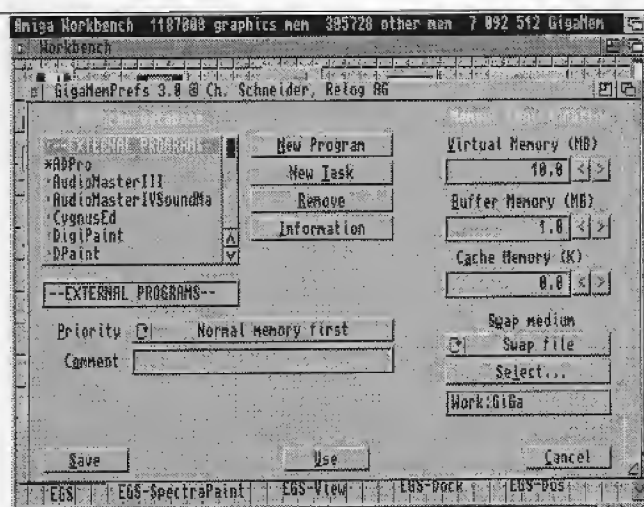 Amiga Workbench 1187008 graphics mem 305728 other mem 7 092 512 GigaMem
Workbench
GigaMemPrefs 3.0 © Ch. Schneider, Relog AG
--EXTERNAL PROGRAMS
*ADPro
AudioMasterIII
AudioMasterIVSoundMa
CygnusEd
DigiPaint
DPaint
New Program
New Task
Remove
Information
Virtual Memory (MB)
10.0 < >
Buffer Memory (MB)
1.0 < >
Cache Memory (K)
0.0 < >
--EXTERNAL PROGRAMS--
Priority Normal memory first
Comment
Swap medium
Swap file
Select...
Work:GiGa
Save Use Cancel
EGS EGS-SpectraPaint EGS-View EGS-Dock EGS-Dos